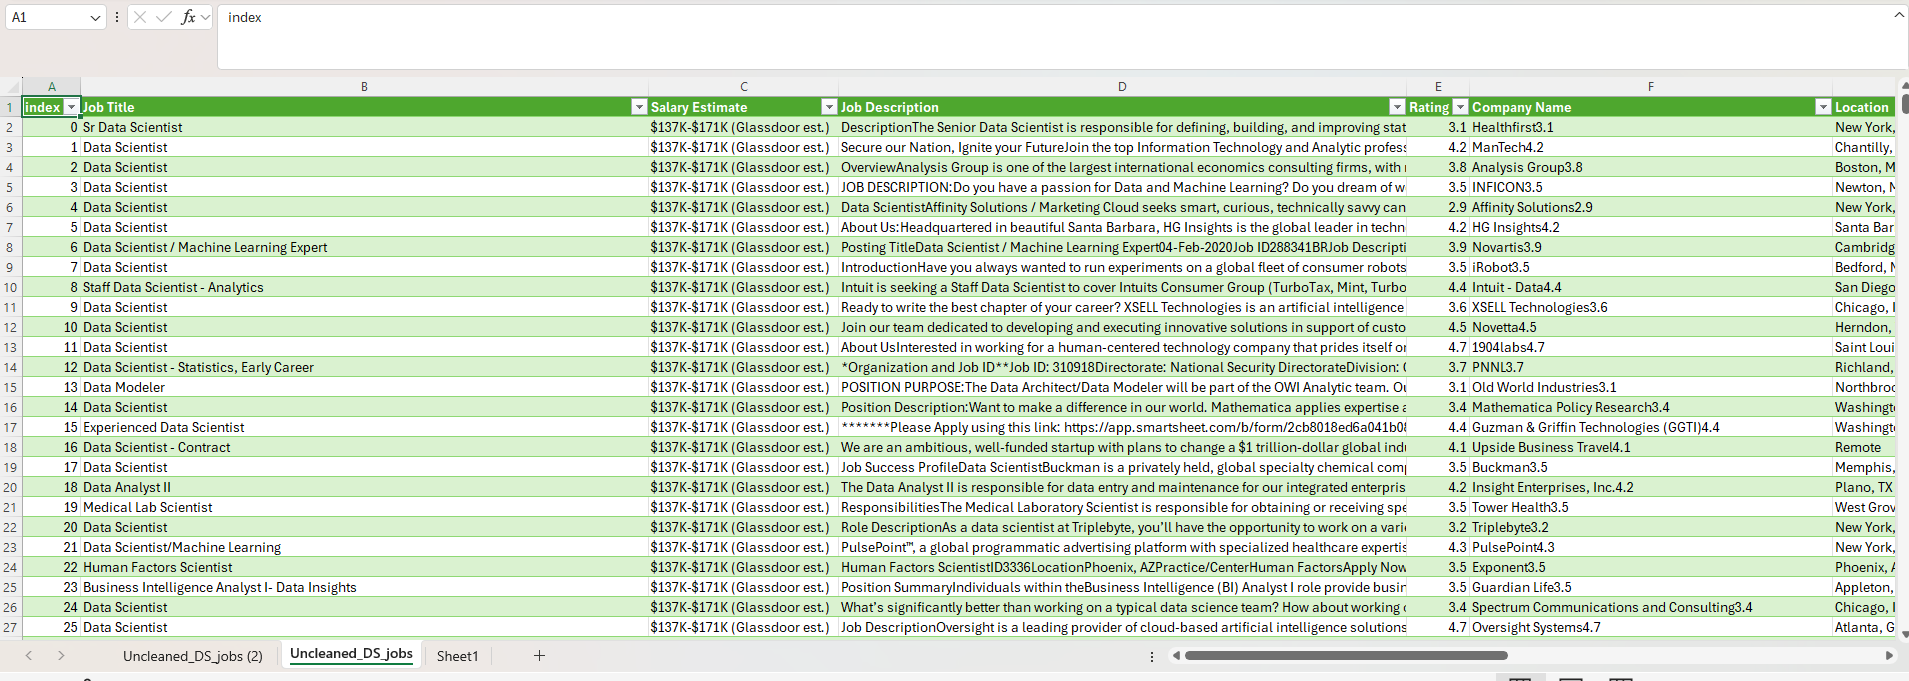 A1 fx index
A B C D E F
1 index Job Title Salary Estimate Job Description Rating Company Name Location
2 0 Sr Data Scientist $137K-$171K (Glassdoor est.) DescriptionThe Senior Data Scientist is responsible for defining, building, and improving stat 3.1 Healthfirst3.1 New York,
3 1 Data Scientist $137K-$171K (Glassdoor est.) Secure our Nation, Ignite your FutureJoin the top Information Technology and Analytic profess 4.2 ManTech4.2 Chantilly,
4 2 Data Scientist $137K-$171K (Glassdoor est.) OverviewAnalysis Group is one of the largest international economics consulting firms, with 3.8 Analysis Group3.8 Boston, M
5 3 Data Scientist $137K-$171K (Glassdoor est.) JOB DESCRIPTION:Do you have a passion for Data and Machine Learning? Do you dream of w 3.5 INFICON3.5 Newton,
6 4 Data Scientist $137K-$171K (Glassdoor est.) Data ScientistAffinity Solutions / Marketing Cloud seeks smart, curious, technically savvy can 2.9 Affinity Solutions2.9 New York,
7 5 Data Scientist $137K-$171K (Glassdoor est.) About Us:Headquartered in beautiful Santa Barbara, HG Insights is the global leader in techn 4.2 HG Insights4.2 Santa Bar
8 6 Data Scientist / Machine Learning Expert $137K-$171K (Glassdoor est.) Posting TitleData Scientist / Machine Learning Expert04-Feb-2020Job ID288341BRJob Descripti 3.9 Novartis3.9 Cambridg
9 7 Data Scientist $137K-$171K (Glassdoor est.) IntroductionHave you always wanted to run experiments on a global fleet of consumer robots 3.5 iRobot3.5 Bedford,
10 8 Staff Data Scientist - Analytics $137K-$171K (Glassdoor est.) Intuit is seeking a Staff Data Scientist to cover Intuits Consumer Group (TurboTax, Mint, Turbo 4.4 Intuit - Data4.4 San Diego
11 9 Data Scientist $137K-$171K (Glassdoor est.) Ready to write the best chapter of your career? XSELL Technologies is an artificial intelligence 3.6 XSELL Technologies3.6 Chicago,
12 10 Data Scientist $137K-$171K (Glassdoor est.) Join our team dedicated to developing and executing innovative solutions in support of custo 4.5 Novetta4.5 Herndon,
13 11 Data Scientist $137K-$171K (Glassdoor est.) About UsInterested in working for a human-centered technology company that prides itself 4.7 1904labs4.7 Saint Loui
14 12 Data Scientist - Statistics, Early Career $137K-$171K (Glassdoor est.) *Organization and Job ID**Job ID: 310918Directorate: National Security DirectorateDivision: 3.7 PNNL3.7 Richland,
15 13 Data Modeler $137K-$171K (Glassdoor est.) POSITION PURPOSE:The Data Architect/Data Modeler will be part of the OWI Analytic team. 3.1 Old World Industries3.1 Northbroo
16 14 Data Scientist $137K-$171K (Glassdoor est.) Position Description:Want to make a difference in our world. Mathematica applies expertise 3.4 Mathematica Policy Research3.4 Washingt
17 15 Experienced Data Scientist $137K-$171K (Glassdoor est.) *******Please Apply using this link: https://app.smartsheet.com/b/form/2cb8018ed6a041b0 4.4 Guzman & Griffin Technologies (GGTI)4.4 Washingt
18 16 Data Scientist - Contract $137K-$171K (Glassdoor est.) We are an ambitious, well-funded startup with plans to change a $1 trillion-dollar global indu 4.1 Upside Business Travel4.1 Remote
19 17 Data Scientist $137K-$171K (Glassdoor est.) Job Success ProfileData ScientistBuckman is a privately held, global specialty chemical com 3.5 Buckman3.5 Memphis,
20 18 Data Analyst II $137K-$171K (Glassdoor est.) The Data Analyst II is responsible for data entry and maintenance for our integrated enterpris 4.2 Insight Enterprises, Inc.4.2 Plano, TX
21 19 Medical Lab Scientist $137K-$171K (Glassdoor est.) ResponsibilitiesThe Medical Laboratory Scientist is responsible for obtaining or receiving spe 3.5 Tower Health3.5 West Grov
22 20 Data Scientist $137K-$171K (Glassdoor est.) Role DescriptionAs a data scientist at Triplebyte, you'll have the opportunity to work on a vari 3.2 Triplebyte3.2 New York,
23 21 Data Scientist/Machine Learning $137K-$171K (Glassdoor est.) PulsePoint™, a global programmatic advertising platform with specialized healthcare expertis 4.3 PulsePoint4.3 New York,
24 22 Human Factors Scientist $137K-$171K (Glassdoor est.) Human Factors ScientistID3336LocationPhoenix, AZPractice/CenterHuman FactorsApply Now 3.5 Exponent3.5 Phoenix,
25 23 Business Intelligence Analyst I- Data Insights $137K-$171K (Glassdoor est.) Position SummaryIndividuals within theBusiness Intelligence (BI) Analyst I role provide busir 3.5 Guardian Life3.5 Appleton,
26 24 Data Scientist $137K-$171K (Glassdoor est.) What's significantly better than working on a typical data science team? How about working 3.4 Spectrum Communications and Consulting3.4 Chicago,
27 25 Data Scientist $137K-$171K (Glassdoor est.) Job DescriptionOversight is a leading provider of cloud-based artificial intelligence solutions 4.7 Oversight Systems4.7 Atlanta, G
Uncleaned_DS_jobs (2) Uncleaned_DS_jobs Sheet1